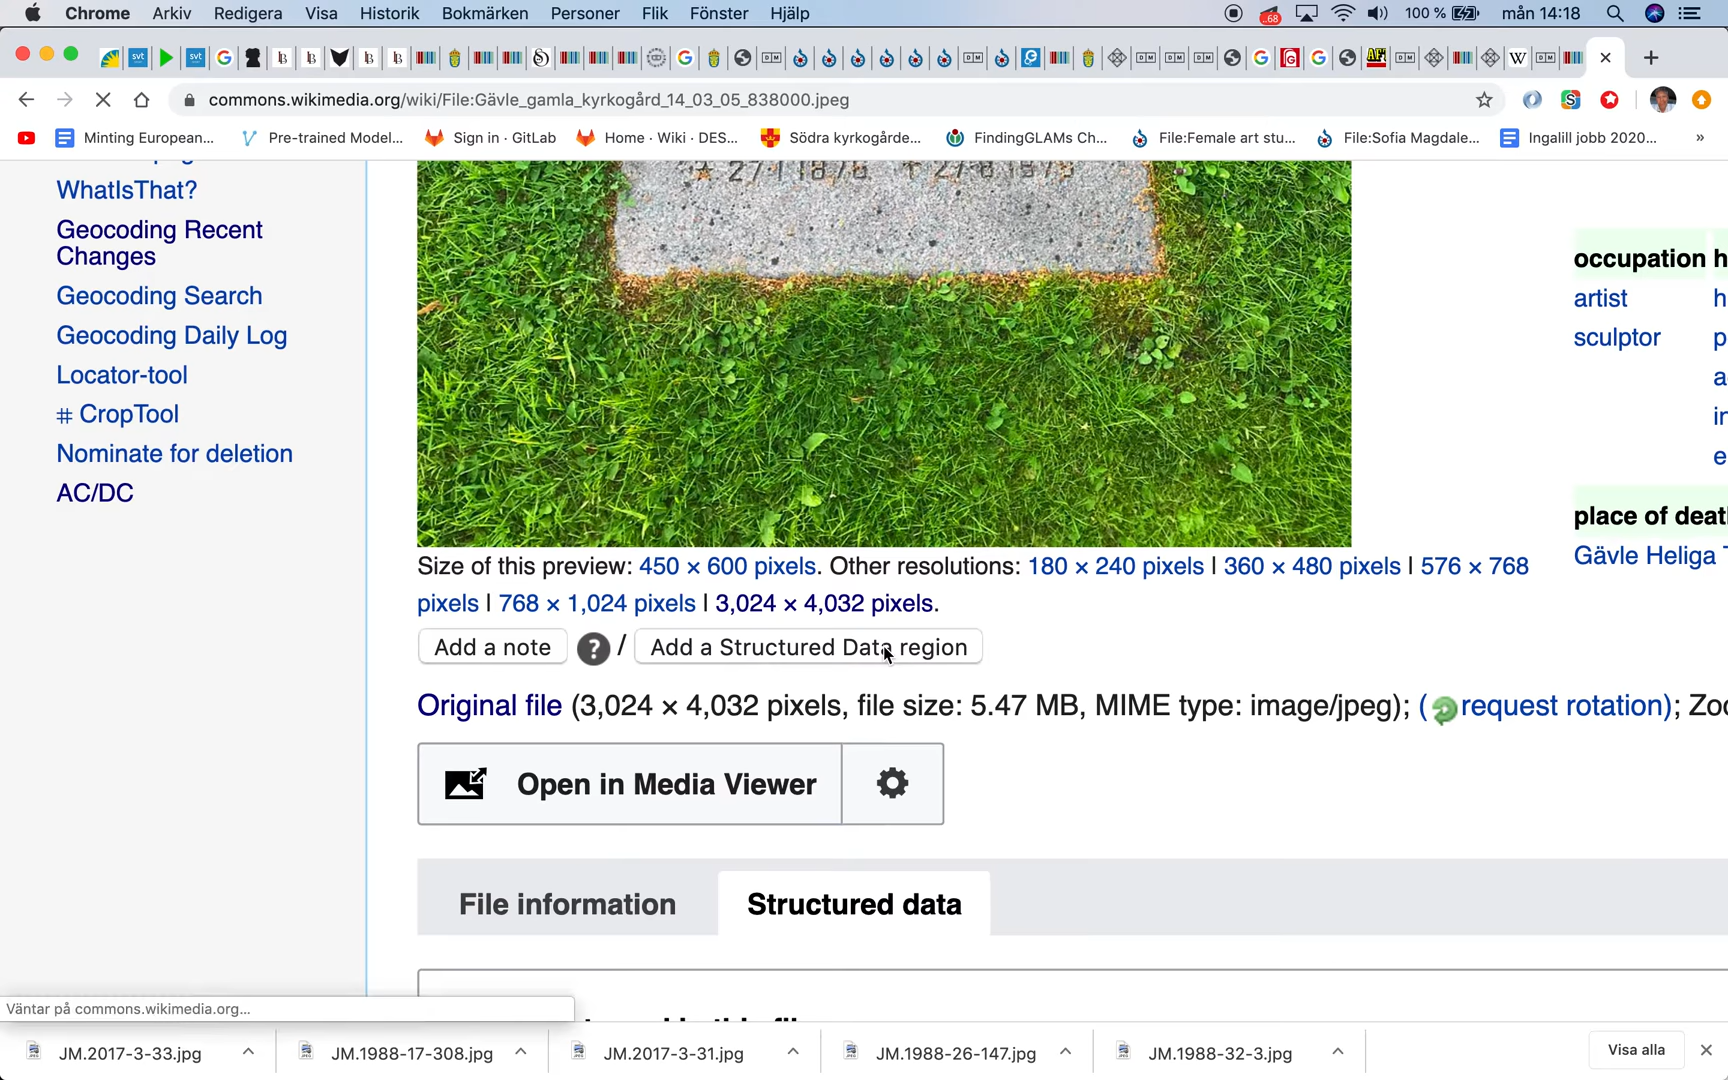 Chrome Arkiv Redigera Visa Historik Bokmärken Personer Flik Fönster Hjälp .68 100 % mån 14:18
commons.wikimedia.org/wiki/File:Gävle_gamla_kyrkogård_14_03_05_838000.jpeg
Minting European... Pre-trained Model... Sign in · GitLab Home · Wiki · DES... Södra kyrkogårde... FindingGLAMs Ch... File:Female art stu... File:Sofia Magdale... Ingalill jobb 2020... »
WhatIsThat?
Geocoding Recent
Changes
Geocoding Search
Geocoding Daily Log
Locator-tool
# CropTool
Nominate for deletion
AC/DC
occupation h
artist h
sculptor p
a
in
e
place of deat
Gävle Heliga T
Size of this preview: 450 × 600 pixels. Other resolutions: 180 × 240 pixels | 360 × 480 pixels | 576 × 768
pixels | 768 × 1,024 pixels | 3,024 × 4,032 pixels.
Add a note ? / Add a Structured Data region
Original file (3,024 × 4,032 pixels, file size: 5.47 MB, MIME type: image/jpeg); ( request rotation); Zoo
Open in Media Viewer
File information Structured data
Väntar på commons.wikimedia.org...
JM.2017-3-33.jpg JM.1988-17-308.jpg JM.2017-3-31.jpg JM.1988-26-147.jpg JM.1988-32-3.jpg Visa alla